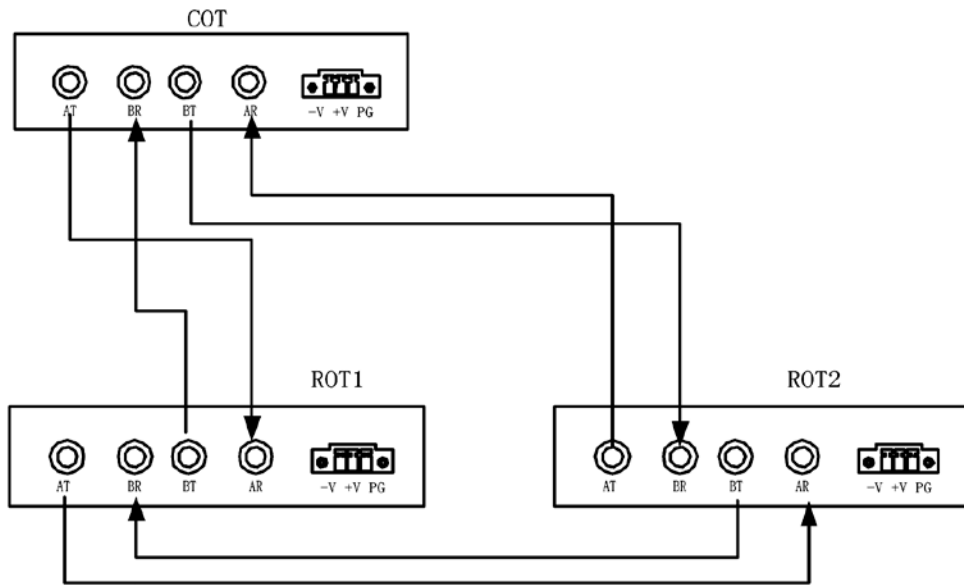 COT
AT BR BT AR -V +V PG
ROT1 ROT2
AT BR BT AR -V +V PG
AT BR BT AR -V +V PG